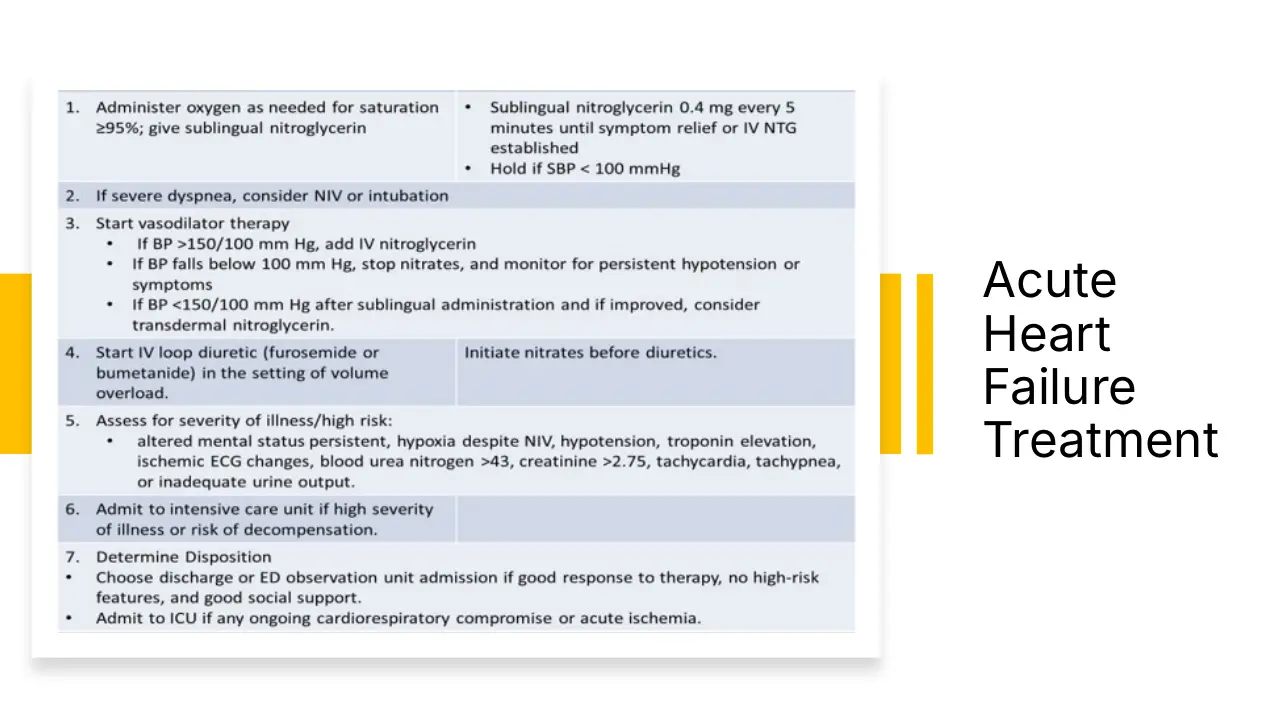 1. Administer oxygen as needed for saturation
≥95%; give sublingual nitroglycerin
• Sublingual nitroglycerin 0.4 mg every 5
minutes until symptom relief or IV NTG
established
• Hold if SBP < 100 mmHg
2. If severe dyspnea, consider NIV or intubation
3. Start vasodilator therapy
• If BP >150/100 mm Hg, add IV nitroglycerin
• If BP falls below 100 mm Hg, stop nitrates, and monitor for persistent hypotension or
symptoms
• If BP <150/100 mm Hg after sublingual administration and if improved, consider
transdermal nitroglycerin.
4. Start IV loop diuretic (furosemide or
bumetanide) in the setting of volume
overload.
Initiate nitrates before diuretics.
5. Assess for severity of illness/high risk:
• altered mental status persistent, hypoxia despite NIV, hypotension, troponin elevation,
ischemic ECG changes, blood urea nitrogen >43, creatinine >2.75, tachycardia, tachypnea,
or inadequate urine output.
6. Admit to intensive care unit if high severity
of illness or risk of decompensation.
7. Determine Disposition
• Choose discharge or ED observation unit admission if good response to therapy, no high-risk
features, and good social support.
• Admit to ICU if any ongoing cardiorespiratory compromise or acute ischemia.
Acute
Heart
Failure
Treatment